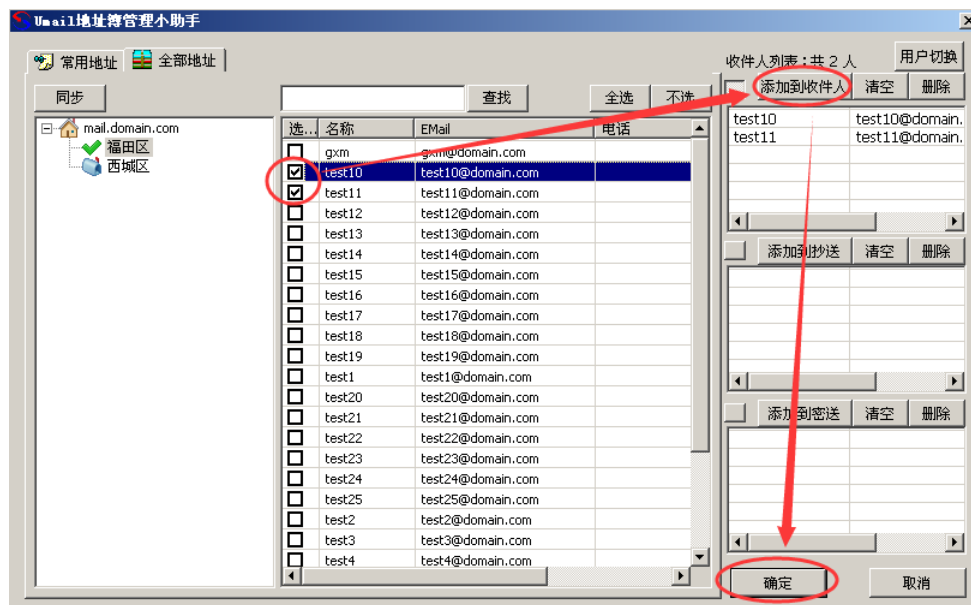 Umail地址簿管理小助手
常用地址 全部地址
收件人列表:共 2 人 用户切换
同步 查找 全选 不选 添加到收件人 清空 删除
mail.domain.com
福田区
西城区
选... 名称 EMail 电话
gxm gxm@domain.com
test10 test10@domain.com
test11 test11@domain.com
test12 test12@domain.com
test13 test13@domain.com
test14 test14@domain.com
test15 test15@domain.com
test16 test16@domain.com
test17 test17@domain.com
test18 test18@domain.com
test19 test19@domain.com
test1 test1@domain.com
test20 test20@domain.com
test21 test21@domain.com
test22 test22@domain.com
test23 test23@domain.com
test24 test24@domain.com
test25 test25@domain.com
test2 test2@domain.com
test3 test3@domain.com
test4 test4@domain.com
test10 test10@domain.
test11 test11@domain.
添加到抄送 清空 删除
添加到密送 清空 删除
确定 取消